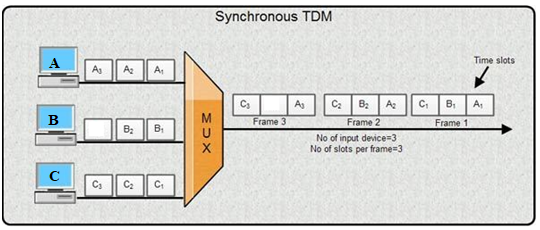 Synchronous TDM
Time slots
A
A3 A2 A1
B
B2 B1
C
C3 C2 C1
MUX
C3 A3
C2 B2 A2
C1 B1 A1
Frame 3
Frame 2
Frame 1
No of input device=3
No of slots per frame=3